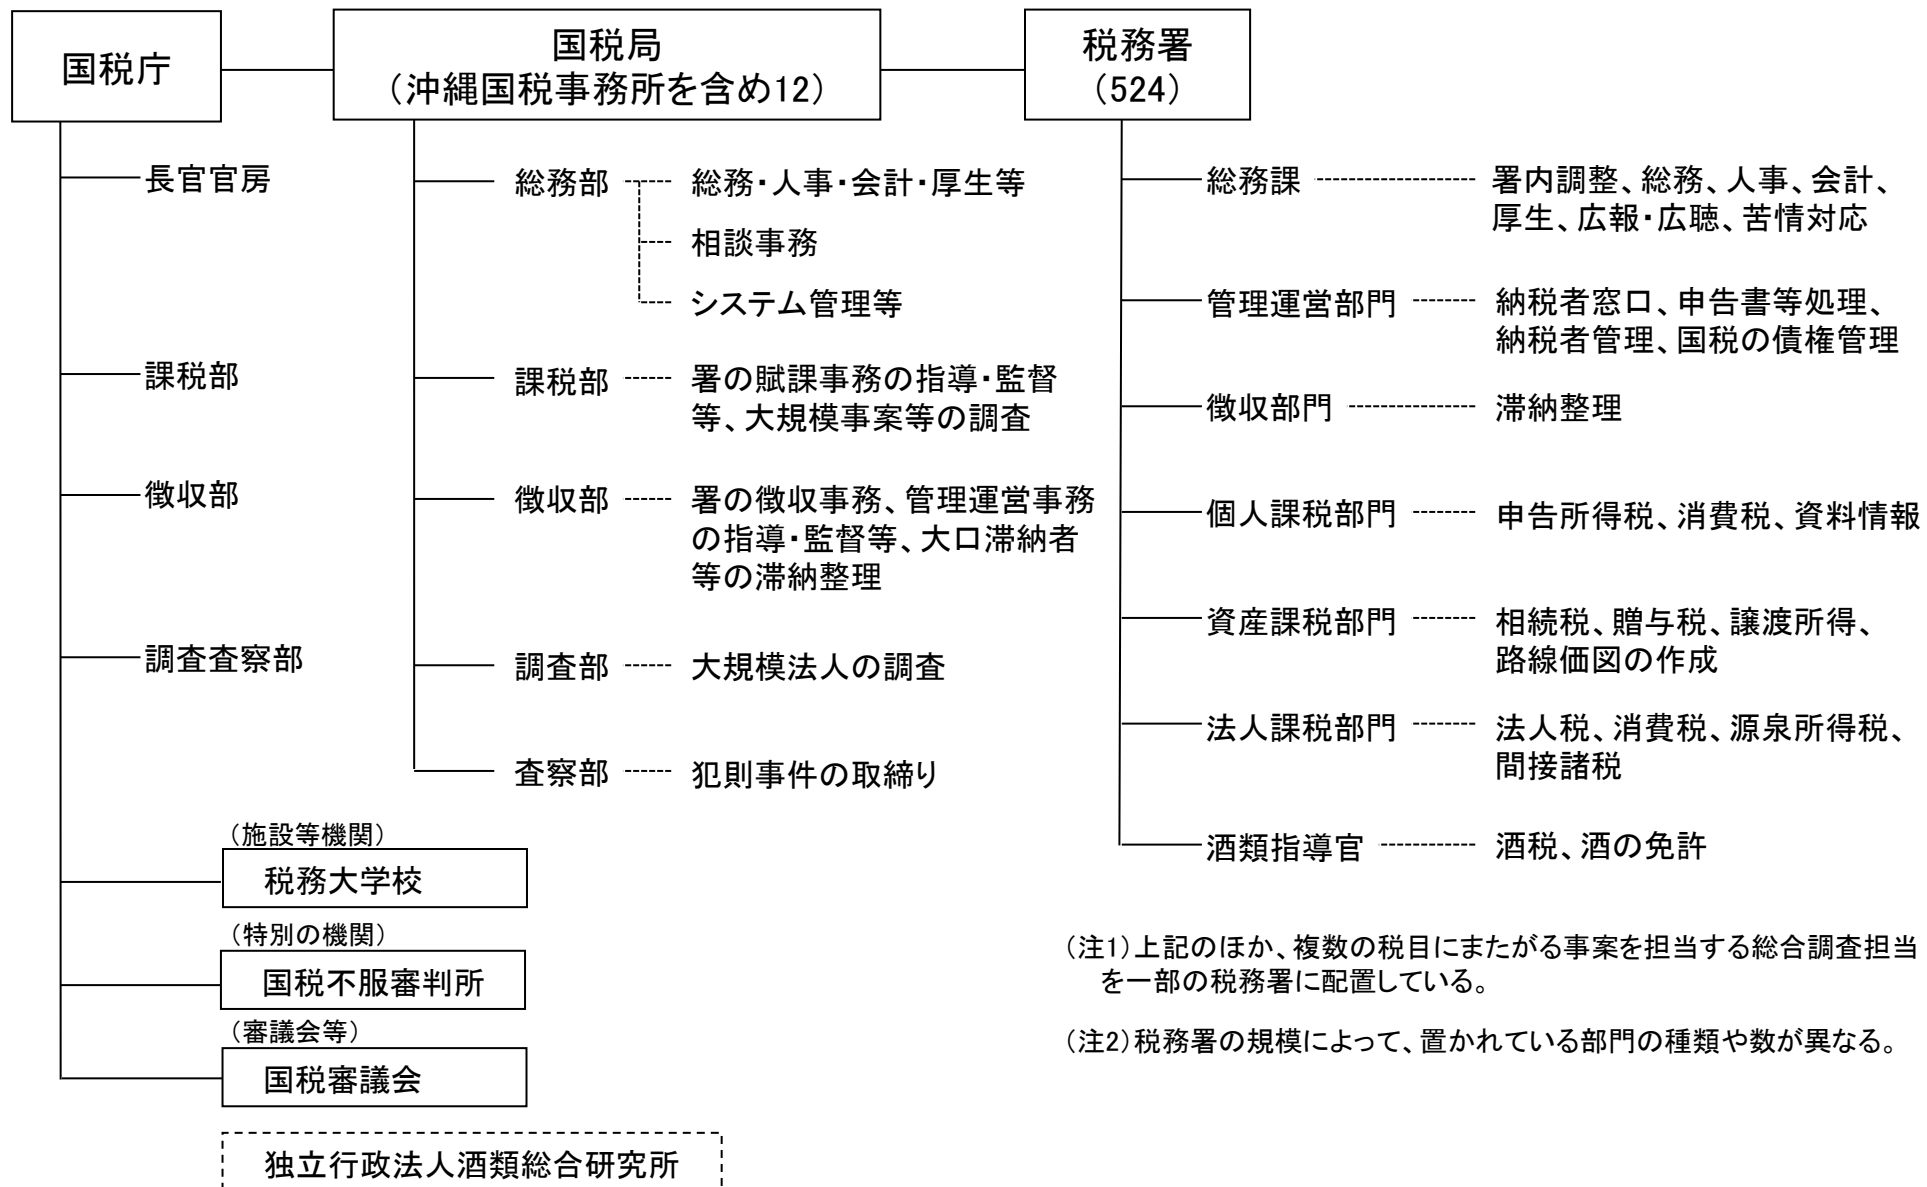 国税庁
国税局
（沖縄国税事務所を含め12）
税務署
（524）
長官官房
課税部
徴収部
調査査察部
（施設等機関）
税務大学校
（特別の機関）
国税不服審判所
（審議会等）
国税審議会
独立行政法人酒類総合研究所
総務部
総務・人事・会計・厚生等
相談事務
システム管理等
課税部
署の賦課事務の指導・監督
等、大規模事案等の調査
徴収部
署の徴収事務、管理運営事務
の指導・監督等、大口滞納者
等の滞納整理
調査部
大規模法人の調査
査察部
犯則事件の取締り
総務課
署内調整、総務、人事、会計、
厚生、広報・広聴、苦情対応
管理運営部門
納税者窓口、申告書等処理、
納税者管理、国税の債権管理
徴収部門
滞納整理
個人課税部門
申告所得税、消費税、資料情報
資産課税部門
相続税、贈与税、譲渡所得、
路線価図の作成
法人課税部門
法人税、消費税、源泉所得税、
間接諸税
酒類指導官
酒税、酒の免許
（注1）上記のほか、複数の税目にまたがる事案を担当する総合調査担当
を一部の税務署に配置している。
（注2）税務署の規模によって、置かれている部門の種類や数が異なる。